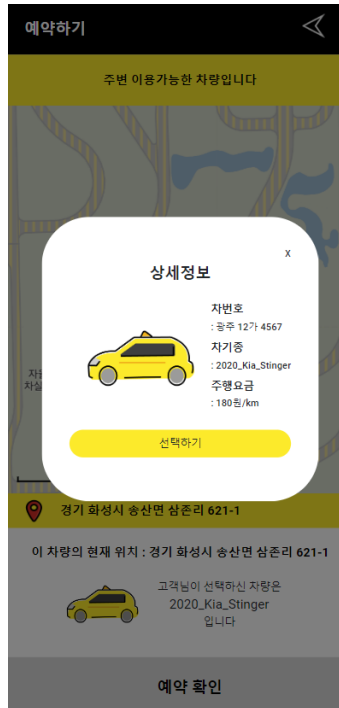 예약하기
주변 이용가능한 차량입니다
x
상세정보
차번호
: 광주 12가 4567
차기종
: 2020_Kia_Stinger
주행요금
: 180원/km
선택하기
경기 화성시 송산면 삼존리 621-1
이 차량의 현재 위치 : 경기 화성시 송산면 삼존리 621-1
고객님이 선택하신 차량은
2020_Kia_Stinger
입니다
예약 확인